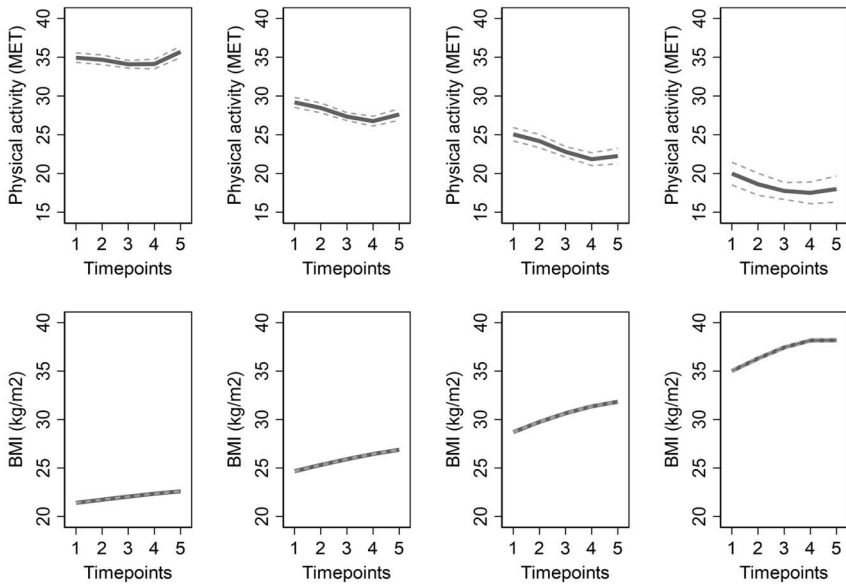 Physical activity (MET)
15 20 25 30 35 40
1 2 3 4 5
Timepoints
Physical activity (MET)
15 20 25 30 35 40
1 2 3 4 5
Timepoints
Physical activity (MET)
15 20 25 30 35 40
1 2 3 4 5
Timepoints
Physical activity (MET)
15 20 25 30 35 40
1 2 3 4 5
Timepoints
BMI (kg/m2)
20 25 30 35 40
1 2 3 4 5
Timepoints
BMI (kg/m2)
20 25 30 35 40
1 2 3 4 5
Timepoints
BMI (kg/m2)
20 25 30 35 40
1 2 3 4 5
Timepoints
BMI (kg/m2)
20 25 30 35 40
1 2 3 4 5
Timepoints